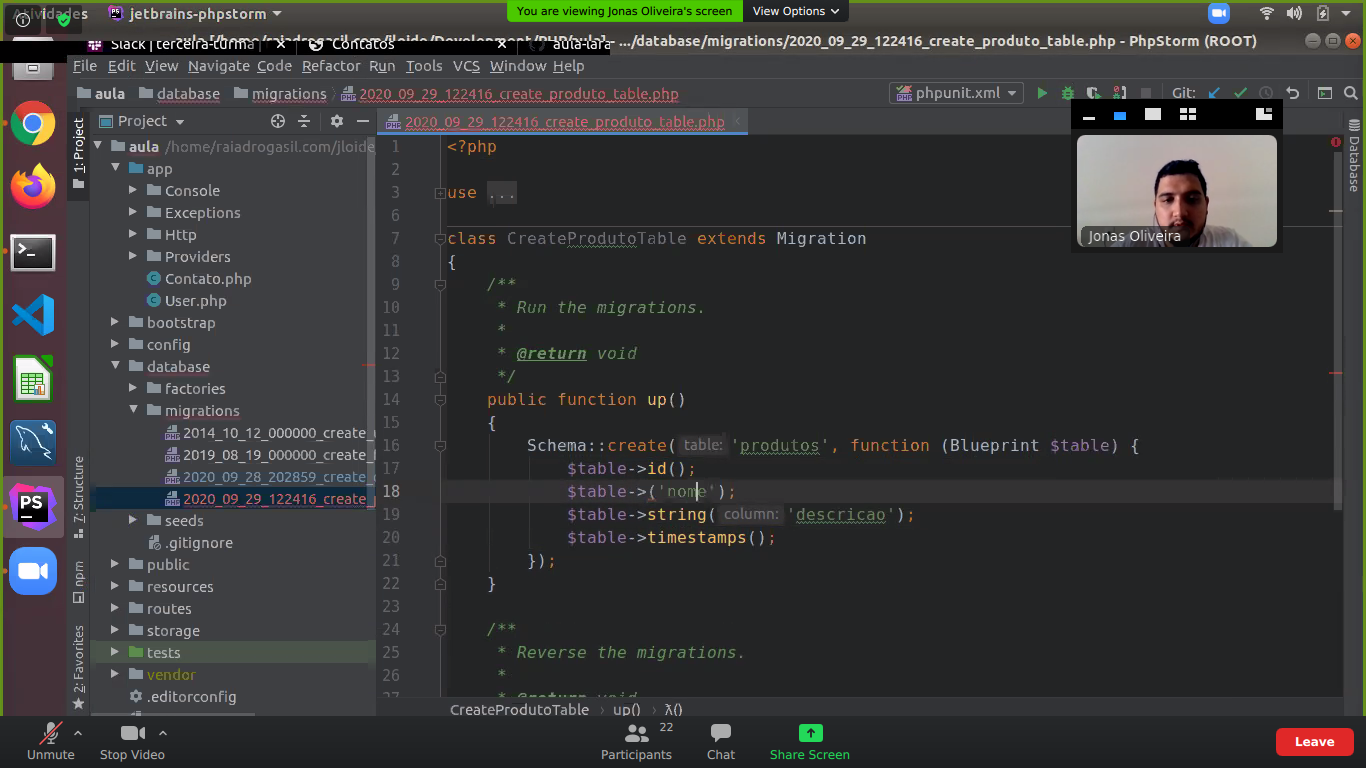 Atividades
jetbrains-phpstorm
You are viewing Jonas Oliveira's screen
View Options
Slack | terceira-turma
Contatos
aula-lara
.../database/migrations/2020_09_29_122416_create_produto_table.php - PhpStorm (ROOT)
File Edit View Navigate Code Refactor Run Tools VCS Window Help
aula database migrations 2020_09_29_122416_create_produto_table.php
phpunit.xml
Git:
Project
2020_09_29_122416_create_produto_table.php
aula /home/raiadrogasil.com/jloide
app
Console
Exceptions
Http
Providers
Contato.php
User.php
bootstrap
config
database
factories
migrations
2014_10_12_000000_create_
2019_08_19_000000_create_
2020_09_28_202859_create_
2020_09_29_122416_create_
seeds
.gitignore
public
resources
routes
storage
tests
vendor
.editorconfig
1: Project
7: Structure
npm
2: Favorites
1 <?php
2
3 use ...
6
7 class CreateProdutoTable extends Migration
8 {
9 /**
10 * Run the migrations.
11 *
12 * @return void
13 */
14 public function up()
15 {
16 Schema::create( table: 'produtos', function (Blueprint $table) {
17 $table->id();
18 $table->('nome');
19 $table->string( column: 'descricao');
20 $table->timestamps();
21 });
22 }
23
24 /**
25 * Reverse the migrations.
26 *
27 * @return void
CreateProdutoTable › up() › λ()
Database
Jonas Oliveira
Unmute
Stop Video
Participants
22
Chat
Share Screen
Leave